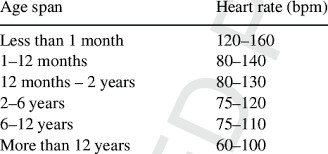 Age span Heart rate (bpm)
Less than 1 month 120–160
1–12 months 80–140
12 months – 2 years 80–130
2–6 years 75–120
6–12 years 75–110
More than 12 years 60–100